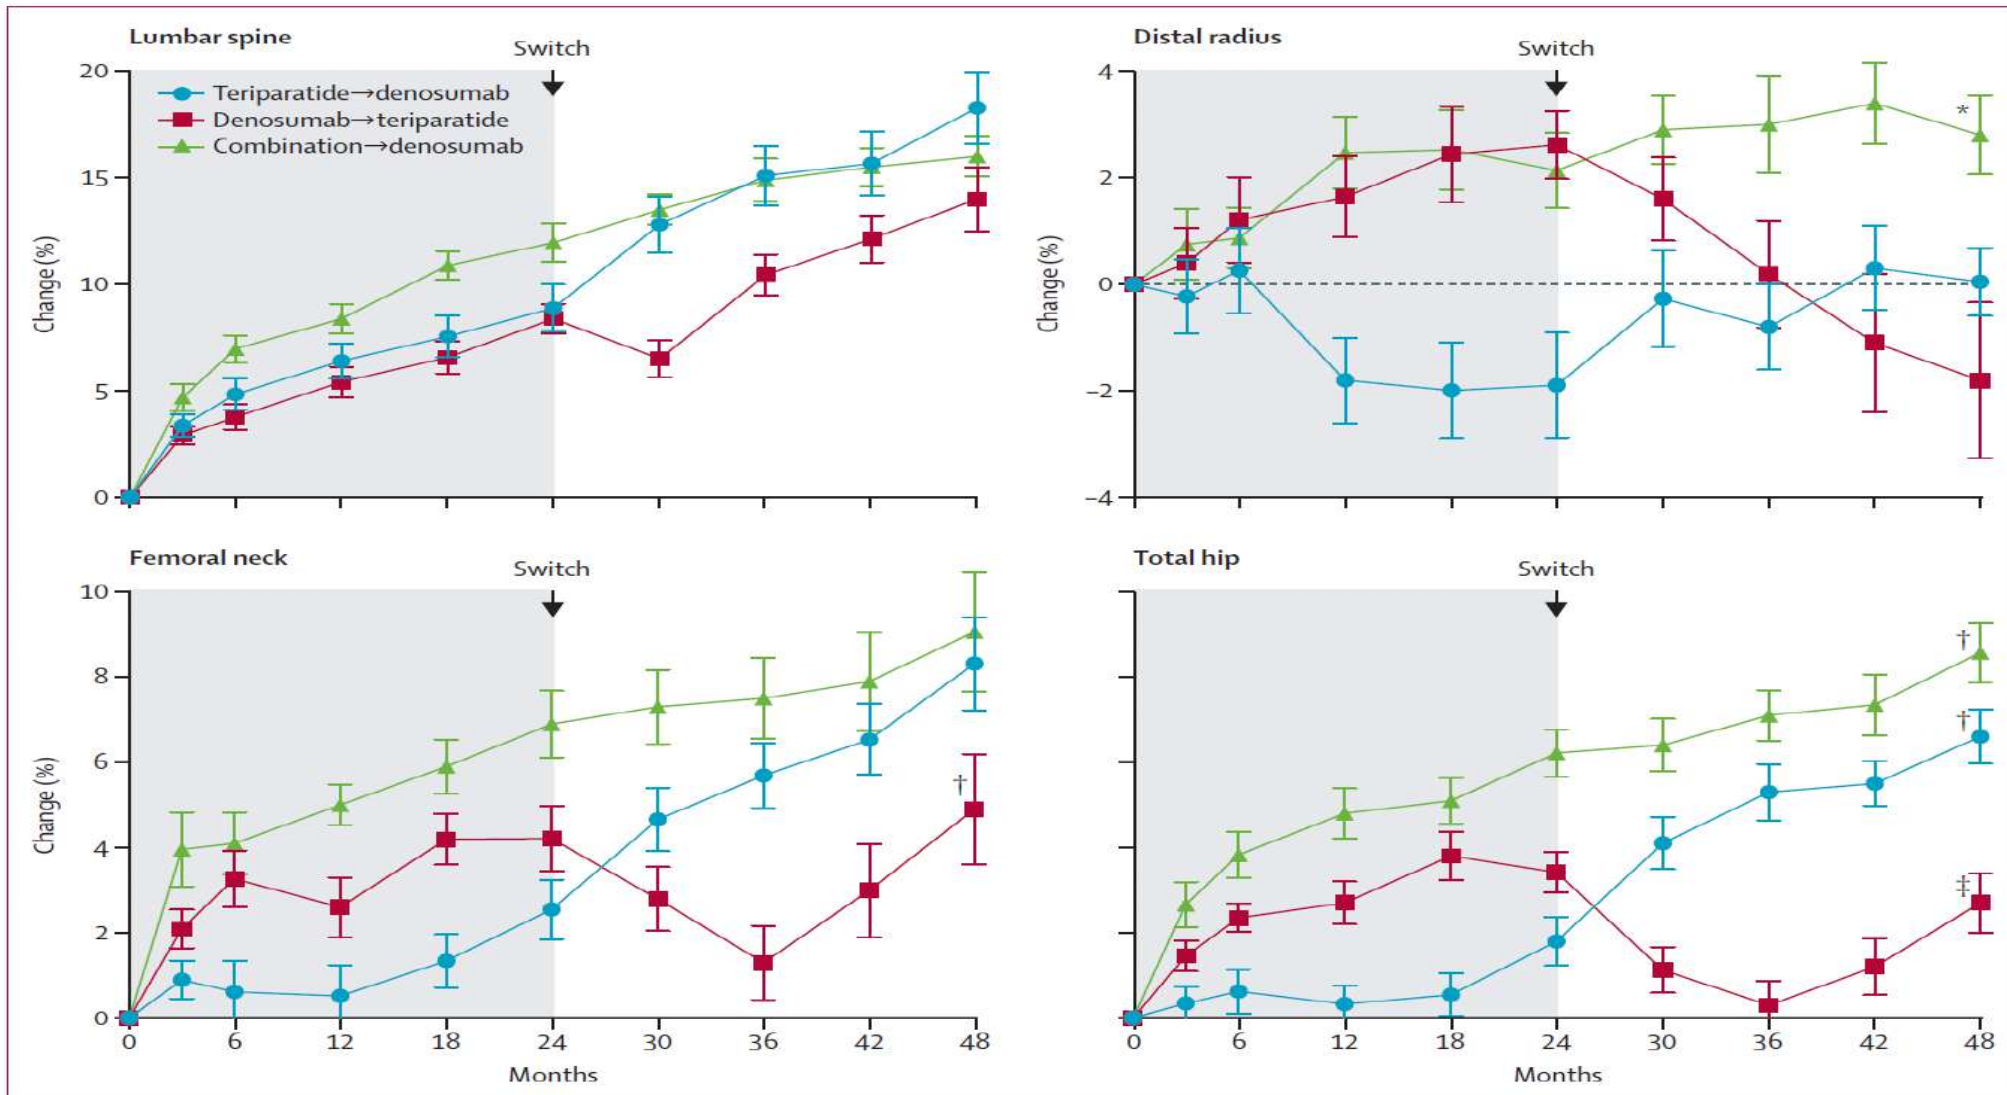 Lumbar spine
Switch
20
15
10
5
0
Change (%)
Teriparatide→denosumab
Denosumab→teriparatide
Combination→denosumab
Distal radius
Switch
4
2
0
−2
−4
Change (%)
*
Femoral neck
Switch
10
8
6
4
2
0
Change (%)
†
0 6 12 18 24 30 36 42 48
Months
Total hip
Switch
†
†
‡
0 6 12 18 24 30 36 42 48
Months